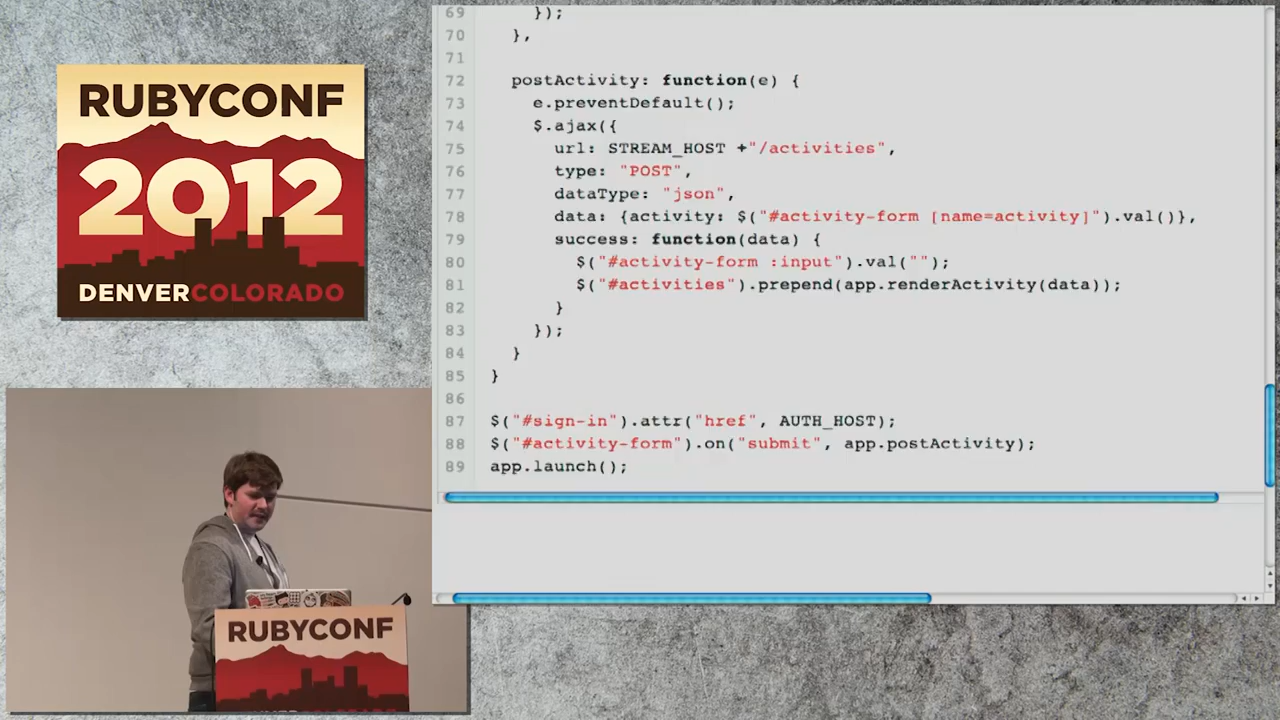 RUBYCONF
2012
DENVERCOLORADO
69 });
70 },
71
72 postActivity: function(e) {
73 e.preventDefault();
74 $.ajax({
75 url: STREAM_HOST +"/activities",
76 type: "POST",
77 dataType: "json",
78 data: {activity: $("#activity-form [name=activity]").val()},
79 success: function(data) {
80 $("#activity-form :input").val("");
81 $("#activities").prepend(app.renderActivity(data));
82 }
83 });
84 }
85 }
86
87 $("#sign-in").attr("href", AUTH_HOST);
88 $("#activity-form").on("submit", app.postActivity);
89 app.launch();
RUBYCONF